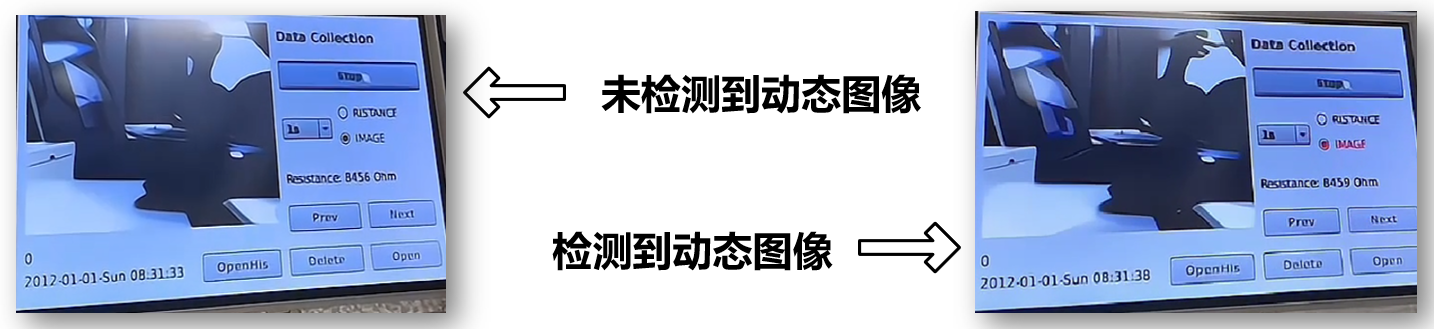 Data Collection
Stop
RISTANCE
1s
IMAGE
Resistance: 8456 Ohm
Prev
Next
0
2012-01-01-Sun 08:31:33
OpenHis
Delete
Open
未检测到动态图像
检测到动态图像
Data Collection
Stop
RISTANCE
1s
IMAGE
Resistance: 8459 Ohm
Prev
Next
0
2012-01-01-Sun 08:31:38
OpenHis
Delete
Open